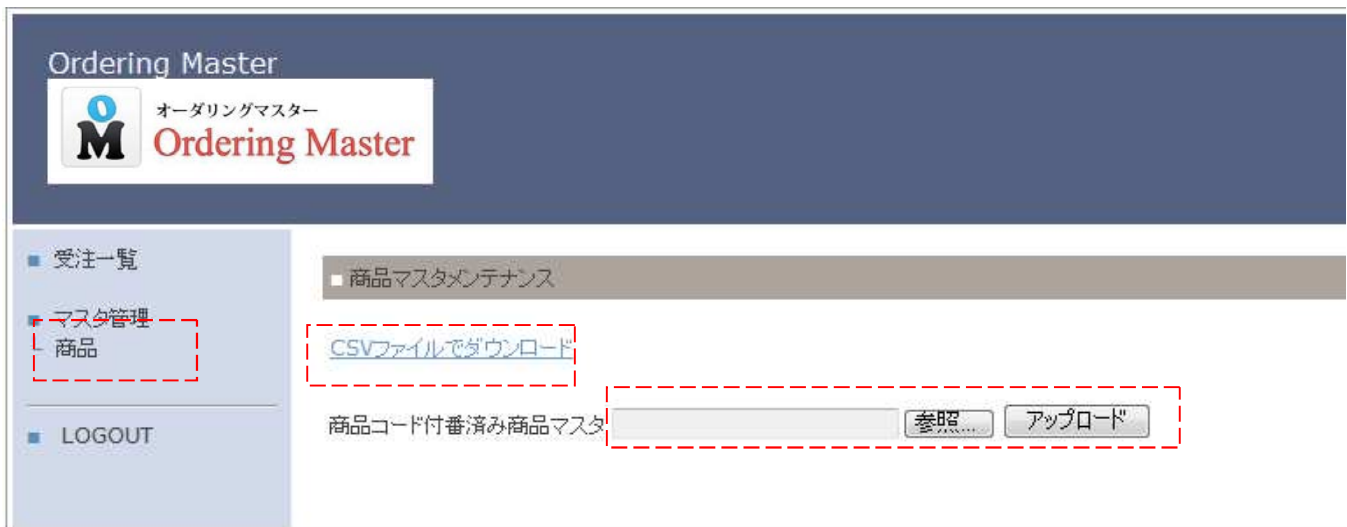 Ordering Master
オーダリングマスター
OM
Ordering Master
受注一覧
マスタ管理
商品
LOGOUT
商品マスタメンテナンス
CSVファイルでダウンロード
商品コード付番済み商品マスタ 参照... アップロード